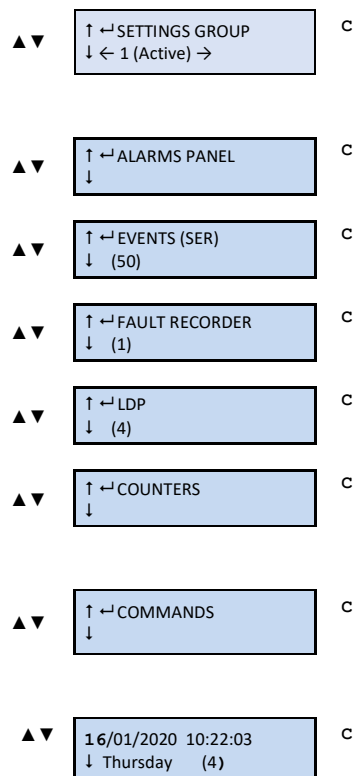 ↑ ↵ SETTINGS GROUP C
▲▼ ↓ ← 1 (Active) →
↑ ↵ ALARMS PANEL C
▲▼ ↓
↑ ↵ EVENTS (SER) C
▲▼ ↓ (50)
↑ ↵ FAULT RECORDER C
▲▼ ↓ (1)
↑ ↵ LDP C
▲▼ ↓ (4)
↑ ↵ COUNTERS C
▲▼ ↓
↑ ↵ COMMANDS C
▲▼ ↓
▲▼ 16/01/2020 10:22:03 C
↓ Thursday (4)